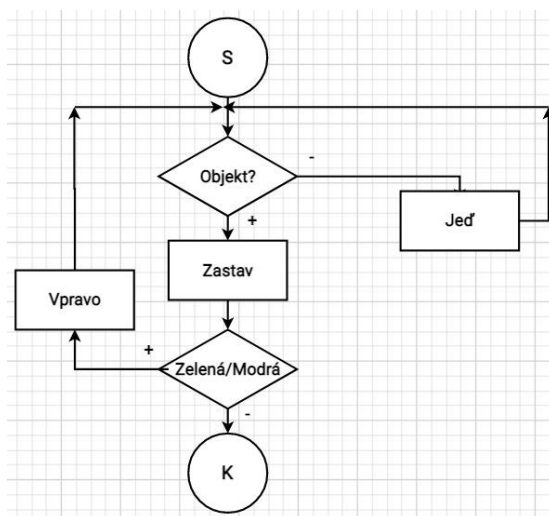 S
Objekt?
-
Jeď
+
Zastav
Vpravo
+
Zelená/Modrá
-
K